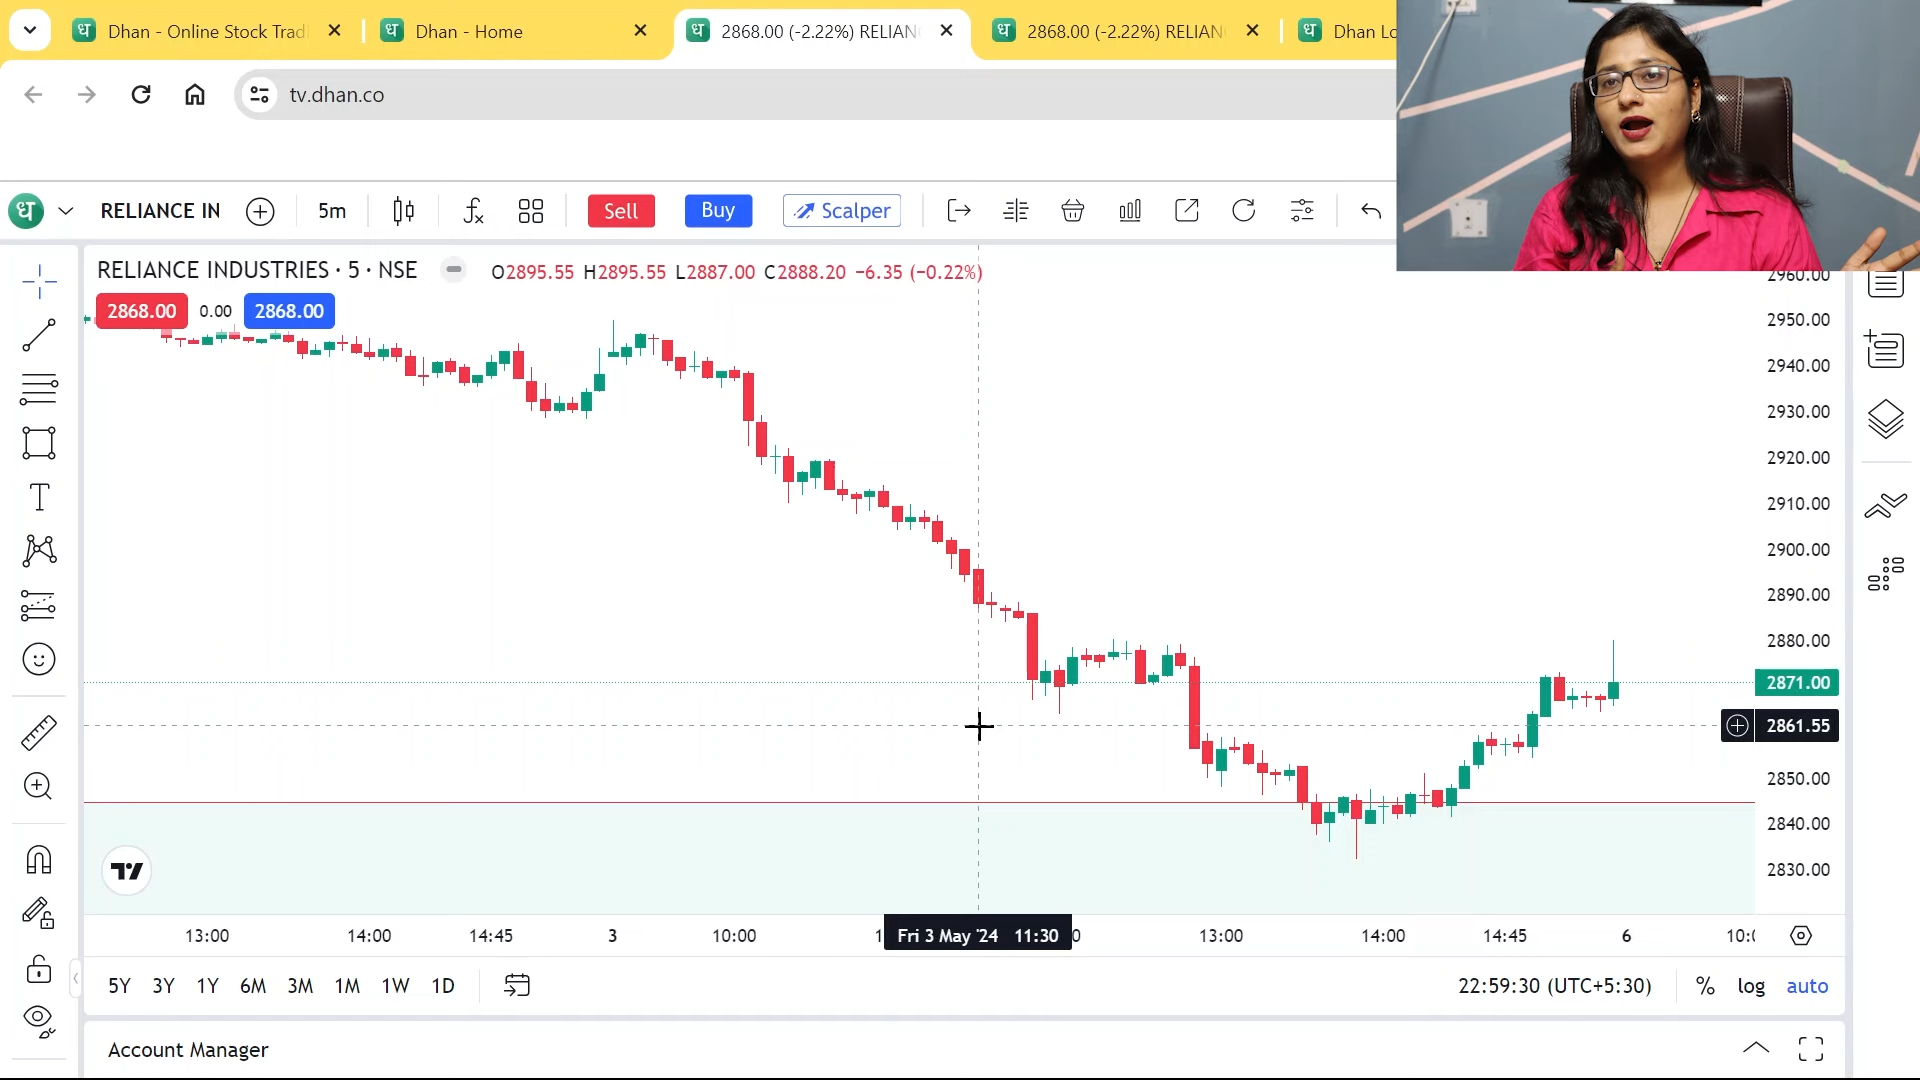 ध Dhan - Online Stock Trad
ध Dhan - Home
ध 2868.00 (-2.22%) RELIAN
ध 2868.00 (-2.22%) RELIAN
ध Dhan Lo
tv.dhan.co
ध RELIANCE IN 5m Sell Buy Scalper
RELIANCE INDUSTRIES · 5 · NSE O2895.55 H2895.55 L2887.00 C2888.20 −6.35 (−0.22%)
2868.00 0.00 2868.00
2960.00
2950.00
2940.00
2930.00
2920.00
2910.00
2900.00
2890.00
2880.00
2871.00
2861.55
2850.00
2840.00
2830.00
13:00 14:00 14:45 3 10:00 1 Fri 3 May '24 11:30 0 13:00 14:00 14:45 6 10:0
5Y 3Y 1Y 6M 3M 1M 1W 1D 22:59:30 (UTC+5:30) % log auto
Account Manager